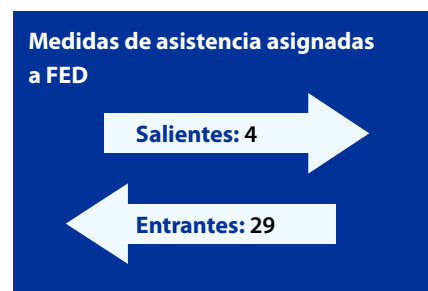 Medidas de asistencia asignadas
a FED
Salientes: 4
Entrantes: 29